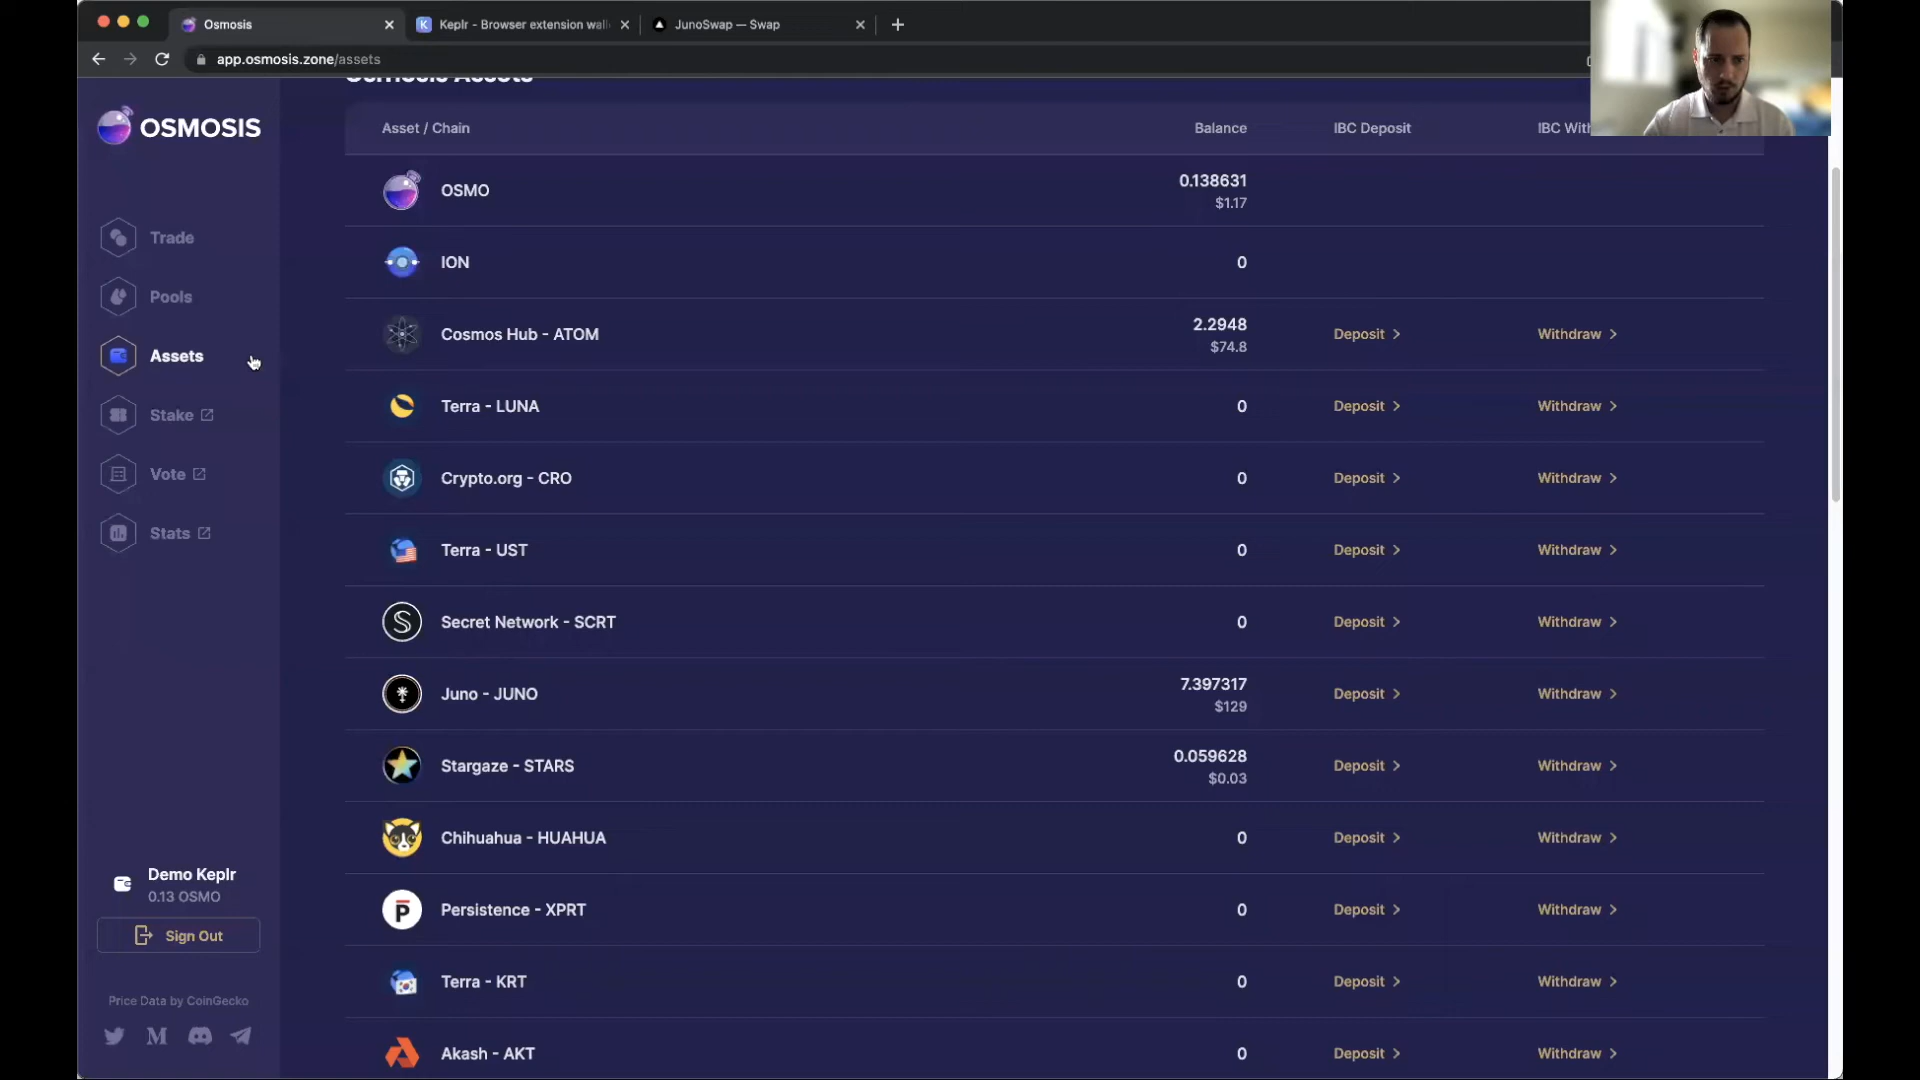 Osmosis
Keplr - Browser extension wall
JunoSwap — Swap
app.osmosis.zone/assets
Osmosis Assets
OSMOSIS
Asset / Chain
Balance
IBC Deposit
IBC With
OSMO
0.138631
$1.17
ION
0
Cosmos Hub - ATOM
2.2948
$74.8
Deposit >
Withdraw >
Terra - LUNA
0
Deposit >
Withdraw >
Crypto.org - CRO
0
Deposit >
Withdraw >
Terra - UST
0
Deposit >
Withdraw >
Secret Network - SCRT
0
Deposit >
Withdraw >
Juno - JUNO
7.397317
$129
Deposit >
Withdraw >
Stargaze - STARS
0.059628
$0.03
Deposit >
Withdraw >
Chihuahua - HUAHUA
0
Deposit >
Withdraw >
Persistence - XPRT
0
Deposit >
Withdraw >
Terra - KRT
0
Deposit >
Withdraw >
Akash - AKT
0
Deposit >
Withdraw >
Trade
Pools
Assets
Stake
Vote
Stats
Demo Keplr
0.13 OSMO
Sign Out
Price Data by CoinGecko